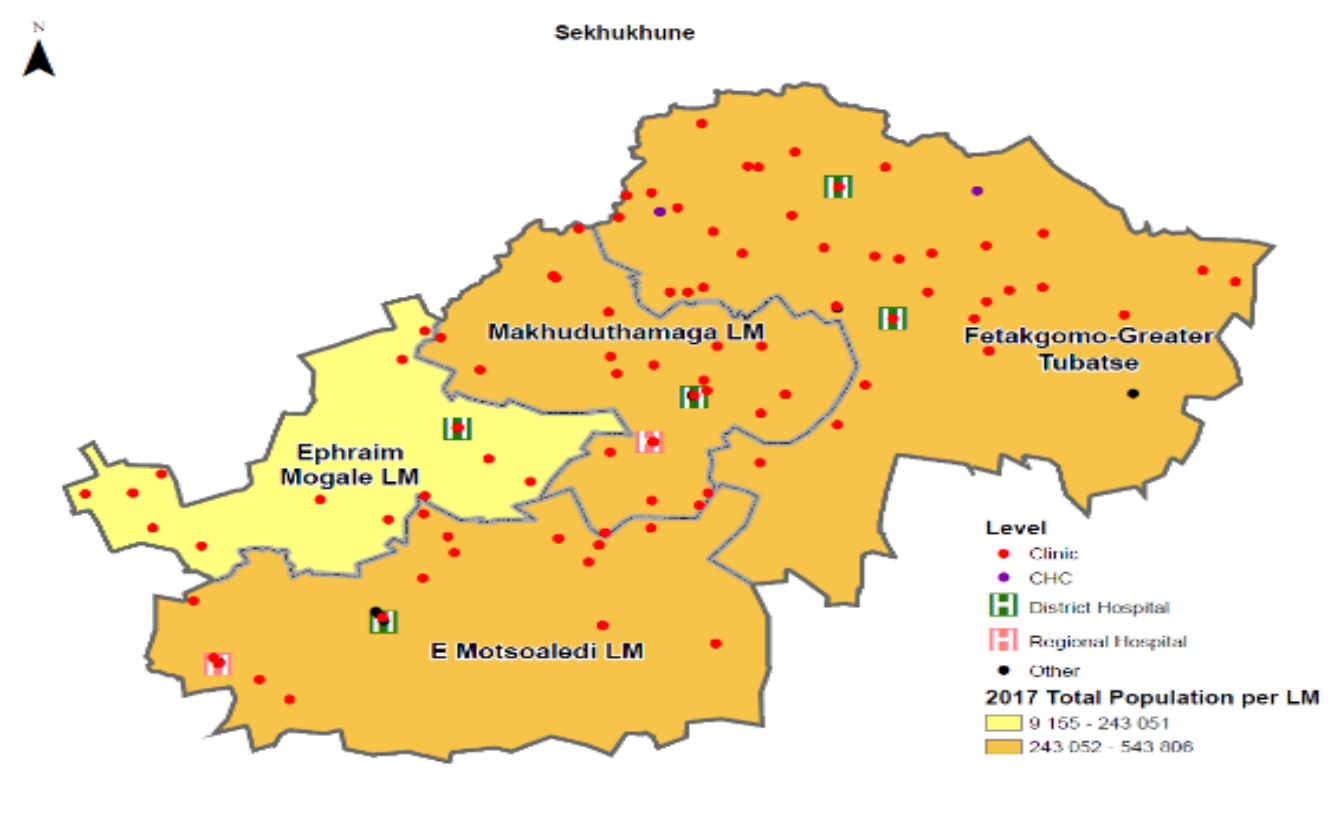 N
Sekhukhune
Makhuduthamaga LM
Fetakgomo-Greater
Tubatse
Ephraim
Mogale LM
E Motsoaledi LM
Level
Clinic
CHC
H District Hospital
H Regional Hospital
Other
2017 Total Population per LM
9 155 - 243 051
243 052 - 543 806